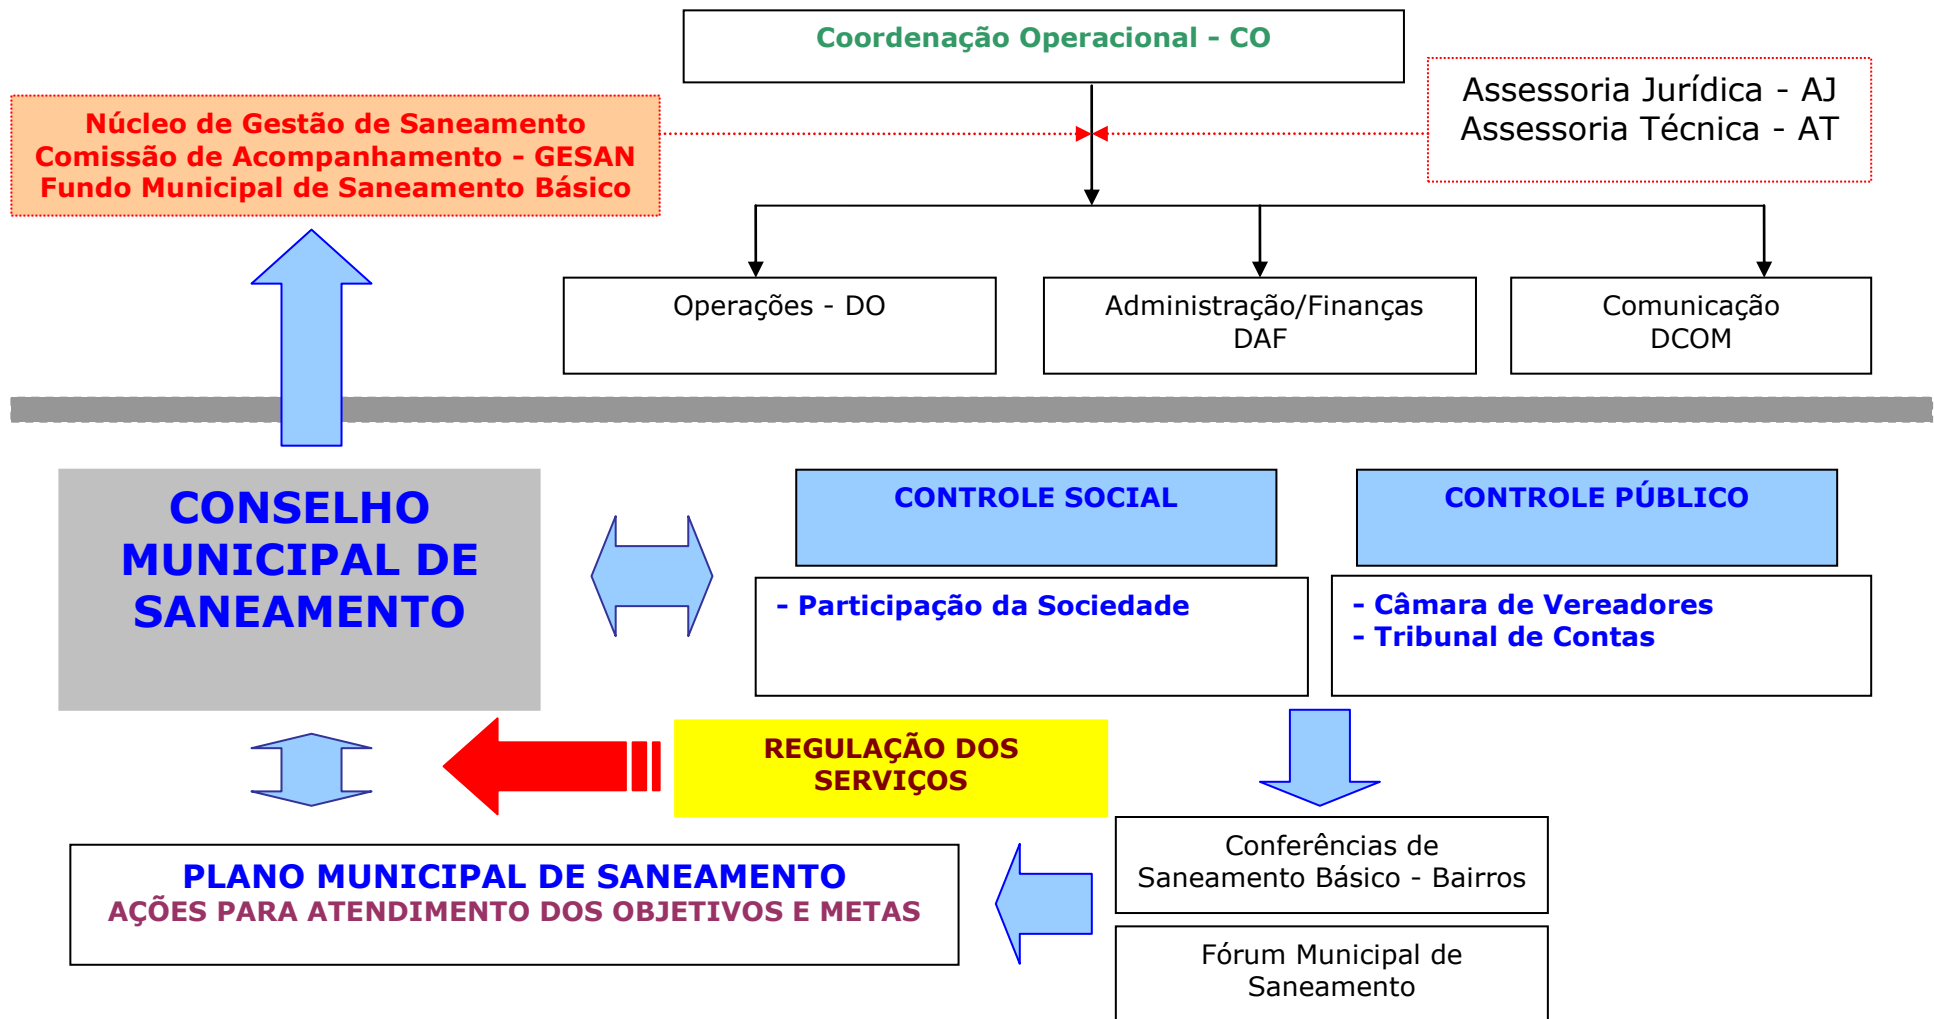 Coordenação Operacional - CO
Núcleo de Gestão de Saneamento
Comissão de Acompanhamento - GESAN
Fundo Municipal de Saneamento Básico
Assessoria Jurídica - AJ
Assessoria Técnica - AT
Operações - DO
Administração/Finanças
DAF
Comunicação
DCOM
CONSELHO
MUNICIPAL DE
SANEAMENTO
CONTROLE SOCIAL
- Participação da Sociedade
CONTROLE PÚBLICO
- Câmara de Vereadores
- Tribunal de Contas
REGULAÇÃO DOS
SERVIÇOS
PLANO MUNICIPAL DE SANEAMENTO
AÇÕES PARA ATENDIMENTO DOS OBJETIVOS E METAS
Conferências de
Saneamento Básico - Bairros
Fórum Municipal de
Saneamento